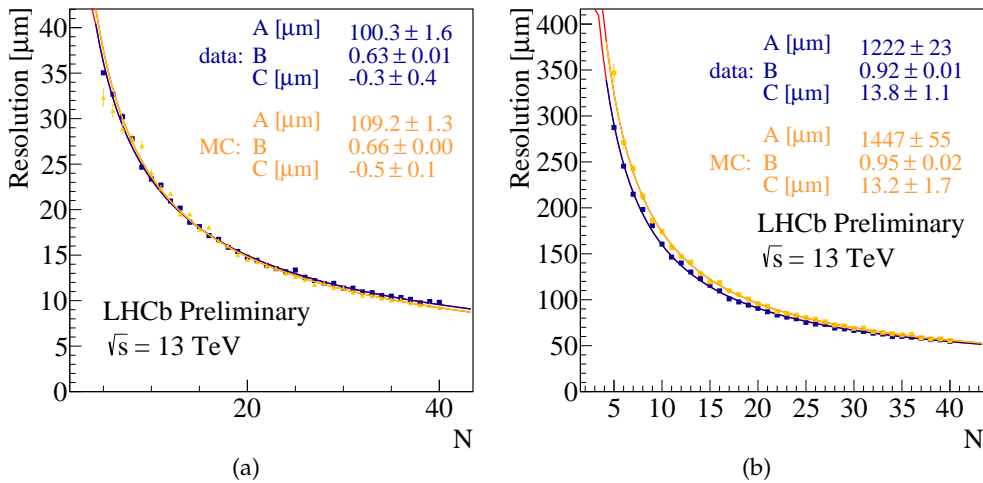 Resolution [μm]
40
35
30
25
20
15
10
5
0
20
40
N
A [μm] 100.3 ± 1.6
data: B 0.63 ± 0.01
C [μm] -0.3 ± 0.4
A [μm] 109.2 ± 1.3
MC: B 0.66 ± 0.00
C [μm] -0.5 ± 0.1
LHCb Preliminary
√s = 13 TeV
(a)
Resolution [μm]
400
350
300
250
200
150
100
50
0
5 10 15 20 25 30 35 40
N
A [μm] 1222 ± 23
data: B 0.92 ± 0.01
C [μm] 13.8 ± 1.1
A [μm] 1447 ± 55
MC: B 0.95 ± 0.02
C [μm] 13.2 ± 1.7
LHCb Preliminary
√s = 13 TeV
(b)